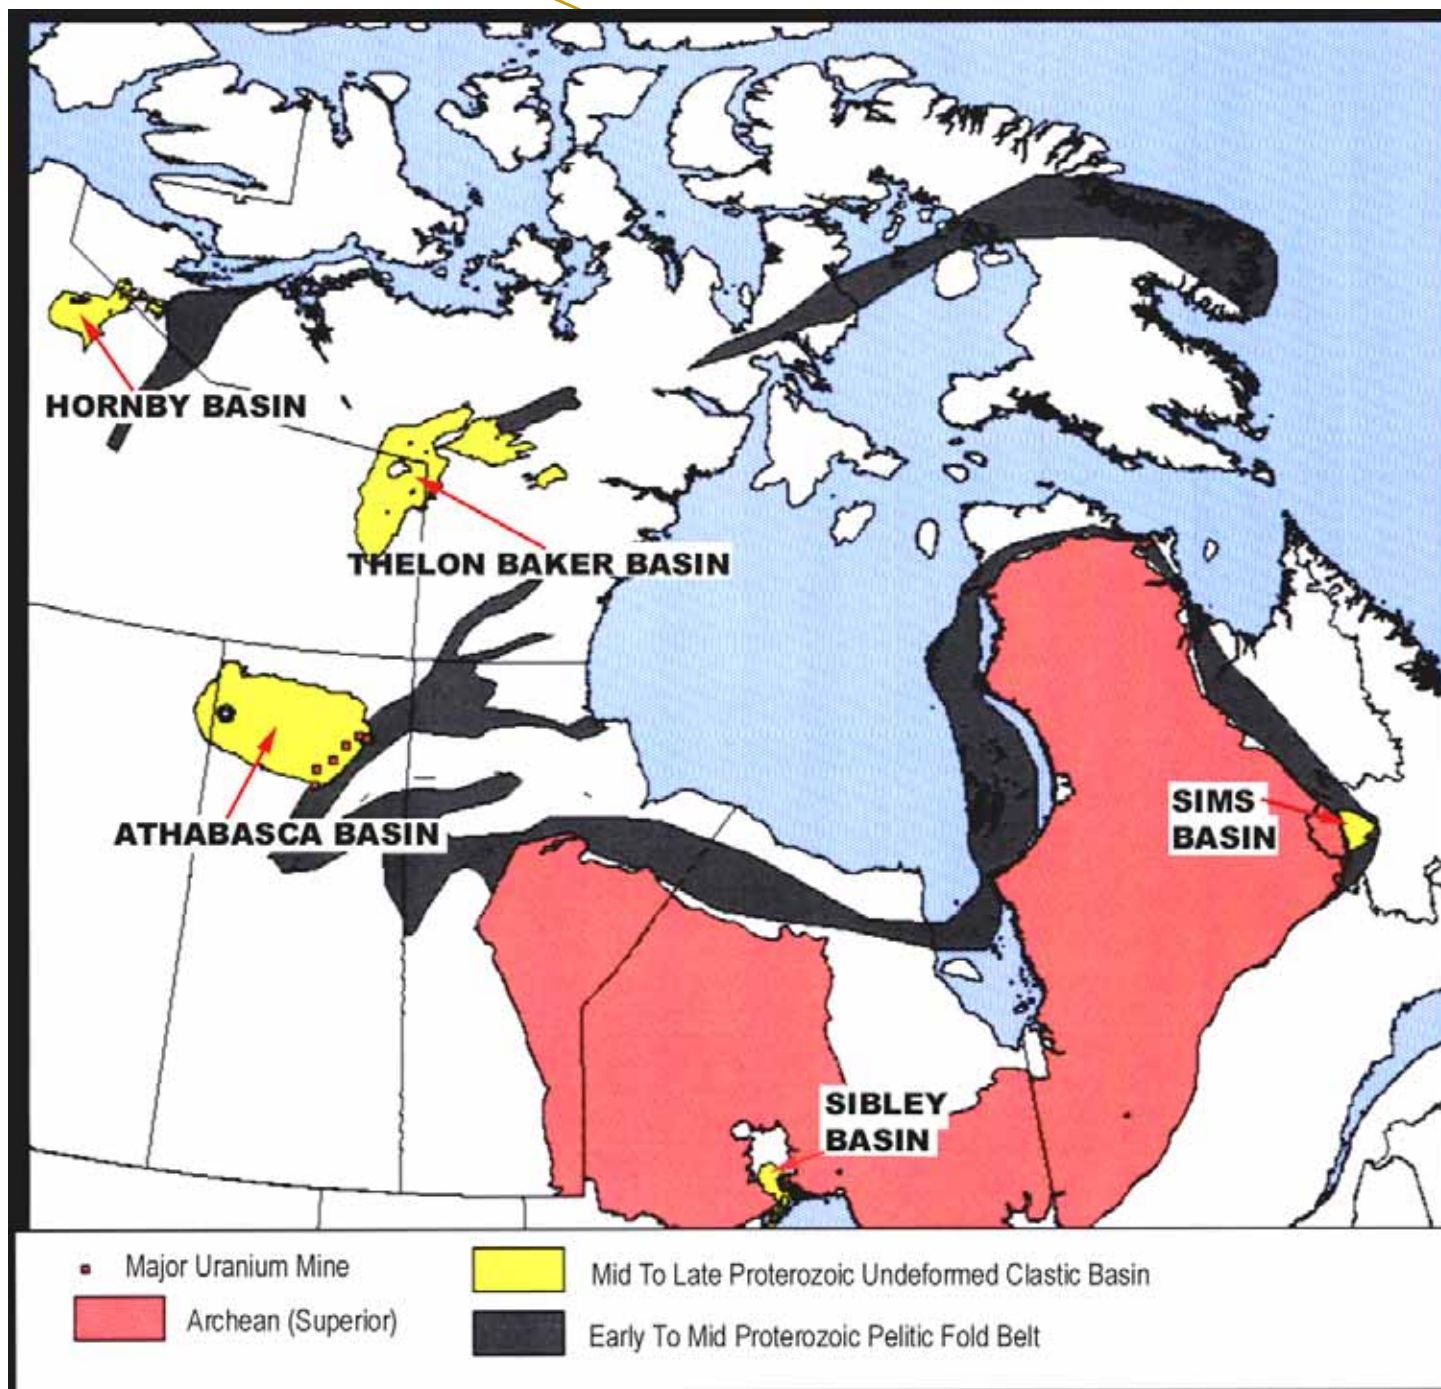 HORNBY BASIN
THELON BAKER BASIN
ATHABASCA BASIN
SIMS
BASIN
SIBLEY
BASIN
Major Uranium Mine
Mid To Late Proterozoic Undeformed Clastic Basin
Archean (Superior)
Early To Mid Proterozoic Pelitic Fold Belt